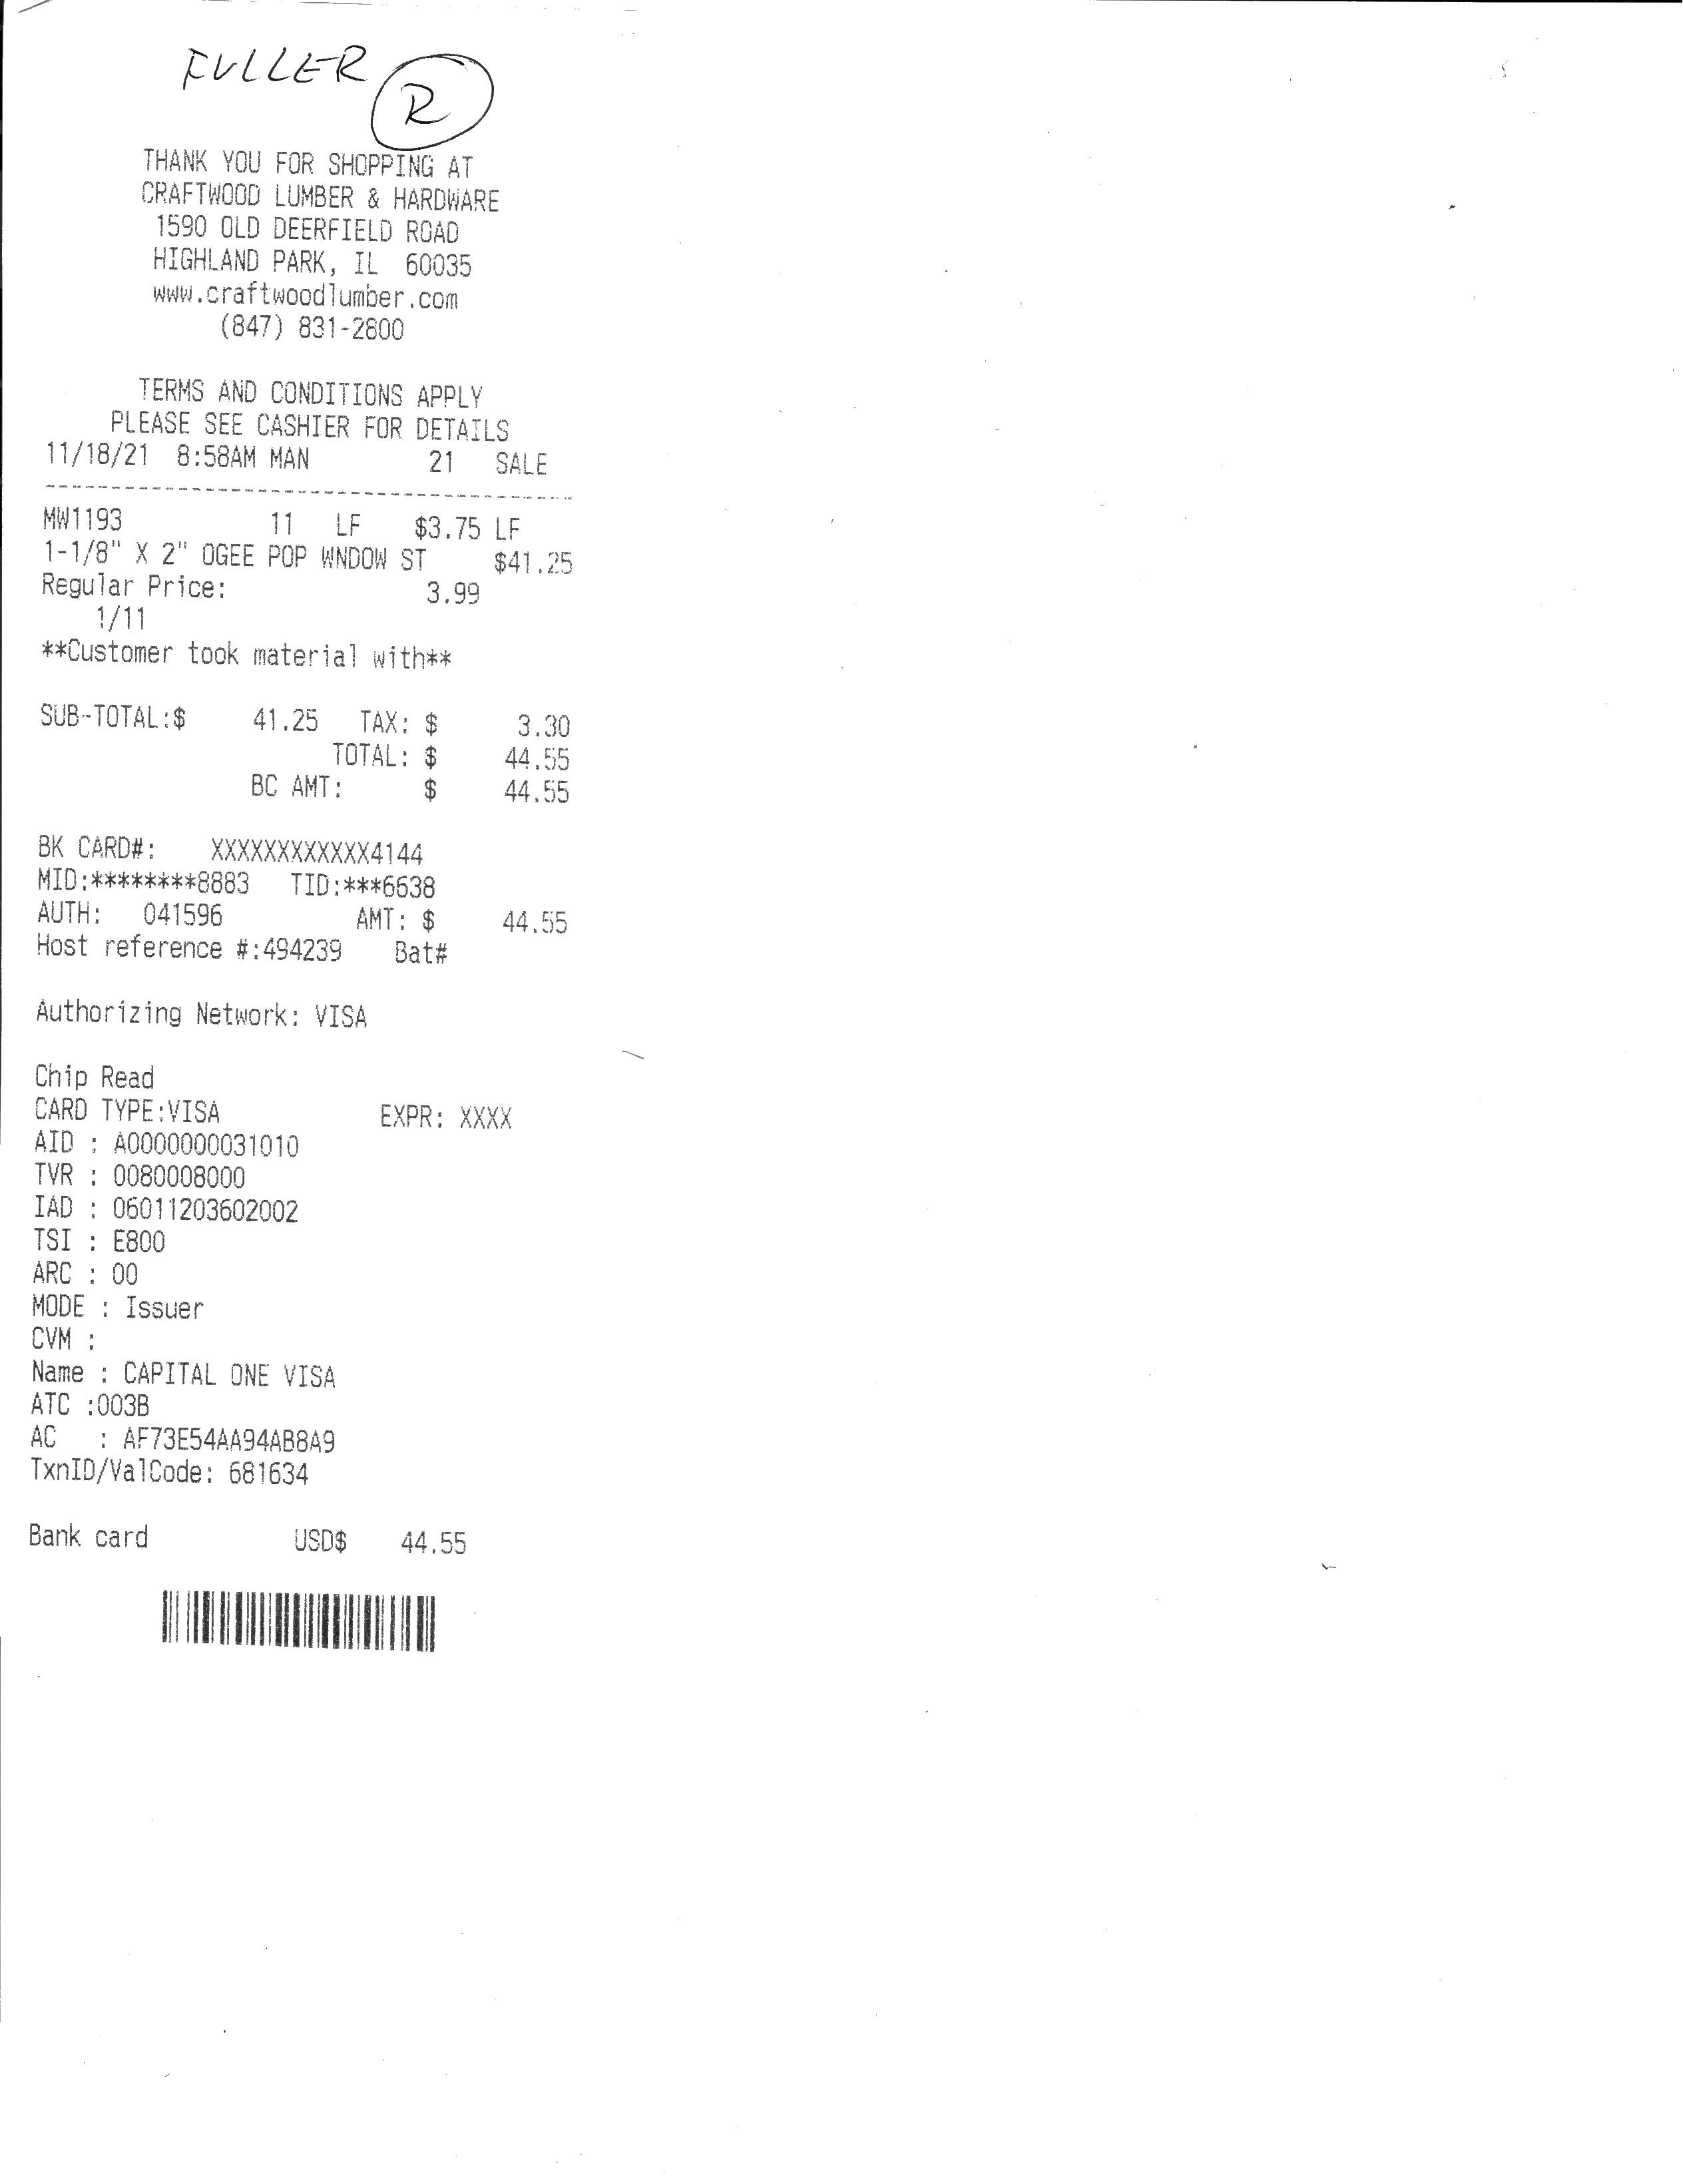 FULLER
R
THANK YOU FOR SHOPPING AT
CRAFTWOOD LUMBER & HARDWARE
1590 OLD DEERFIELD ROAD
HIGHLAND PARK, IL 60035
www.craftwoodlumber.com
(847) 831-2800
TERMS AND CONDITIONS APPLY
PLEASE SEE CASHIER FOR DETAILS
11/18/21 8:58AM MAN 21 SALE
----------------------------------------
MW1193 11 LF $3.75 LF
1-1/8" X 2" OGEE POP WNDOW ST $41.25
Regular Price: 3.99
1/11
**Customer took material with**
SUB-TOTAL:$ 41.25 TAX: $ 3.30
TOTAL: $ 44.55
BC AMT: $ 44.55
BK CARD#: XXXXXXXXXXXX4144
MID:********8883 TID:***6638
AUTH: 041596 AMT: $ 44.55
Host reference #:494239 Bat#
Authorizing Network: VISA
Chip Read
CARD TYPE:VISA EXPR: XXXX
AID : A0000000031010
TVR : 0080008000
IAD : 06011203602002
TSI : E800
ARC : 00
MODE : Issuer
CVM :
Name : CAPITAL ONE VISA
ATC :003B
AC : AF73E54AA94AB8A9
TxnID/ValCode: 681634
Bank card USD$ 44.55